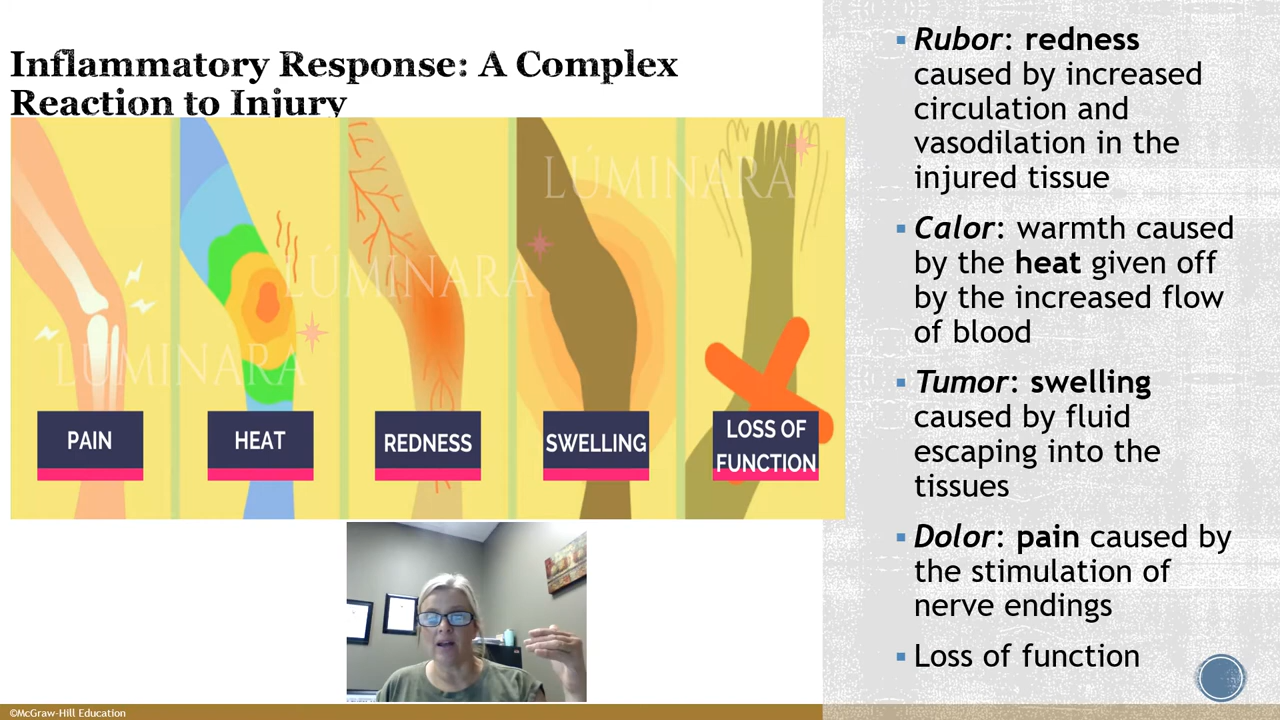 Inflammatory Response: A Complex
Reaction to Injury
LÚMINARA
LÚMINARA
LÚMINARA
PAIN
HEAT
REDNESS
SWELLING
LOSS OF
FUNCTION
▪ Rubor: redness
caused by increased
circulation and
vasodilation in the
injured tissue
▪ Calor: warmth caused
by the heat given off
by the increased flow
of blood
▪ Tumor: swelling
caused by fluid
escaping into the
tissues
▪ Dolor: pain caused by
the stimulation of
nerve endings
▪ Loss of function
©McGraw-Hill Education